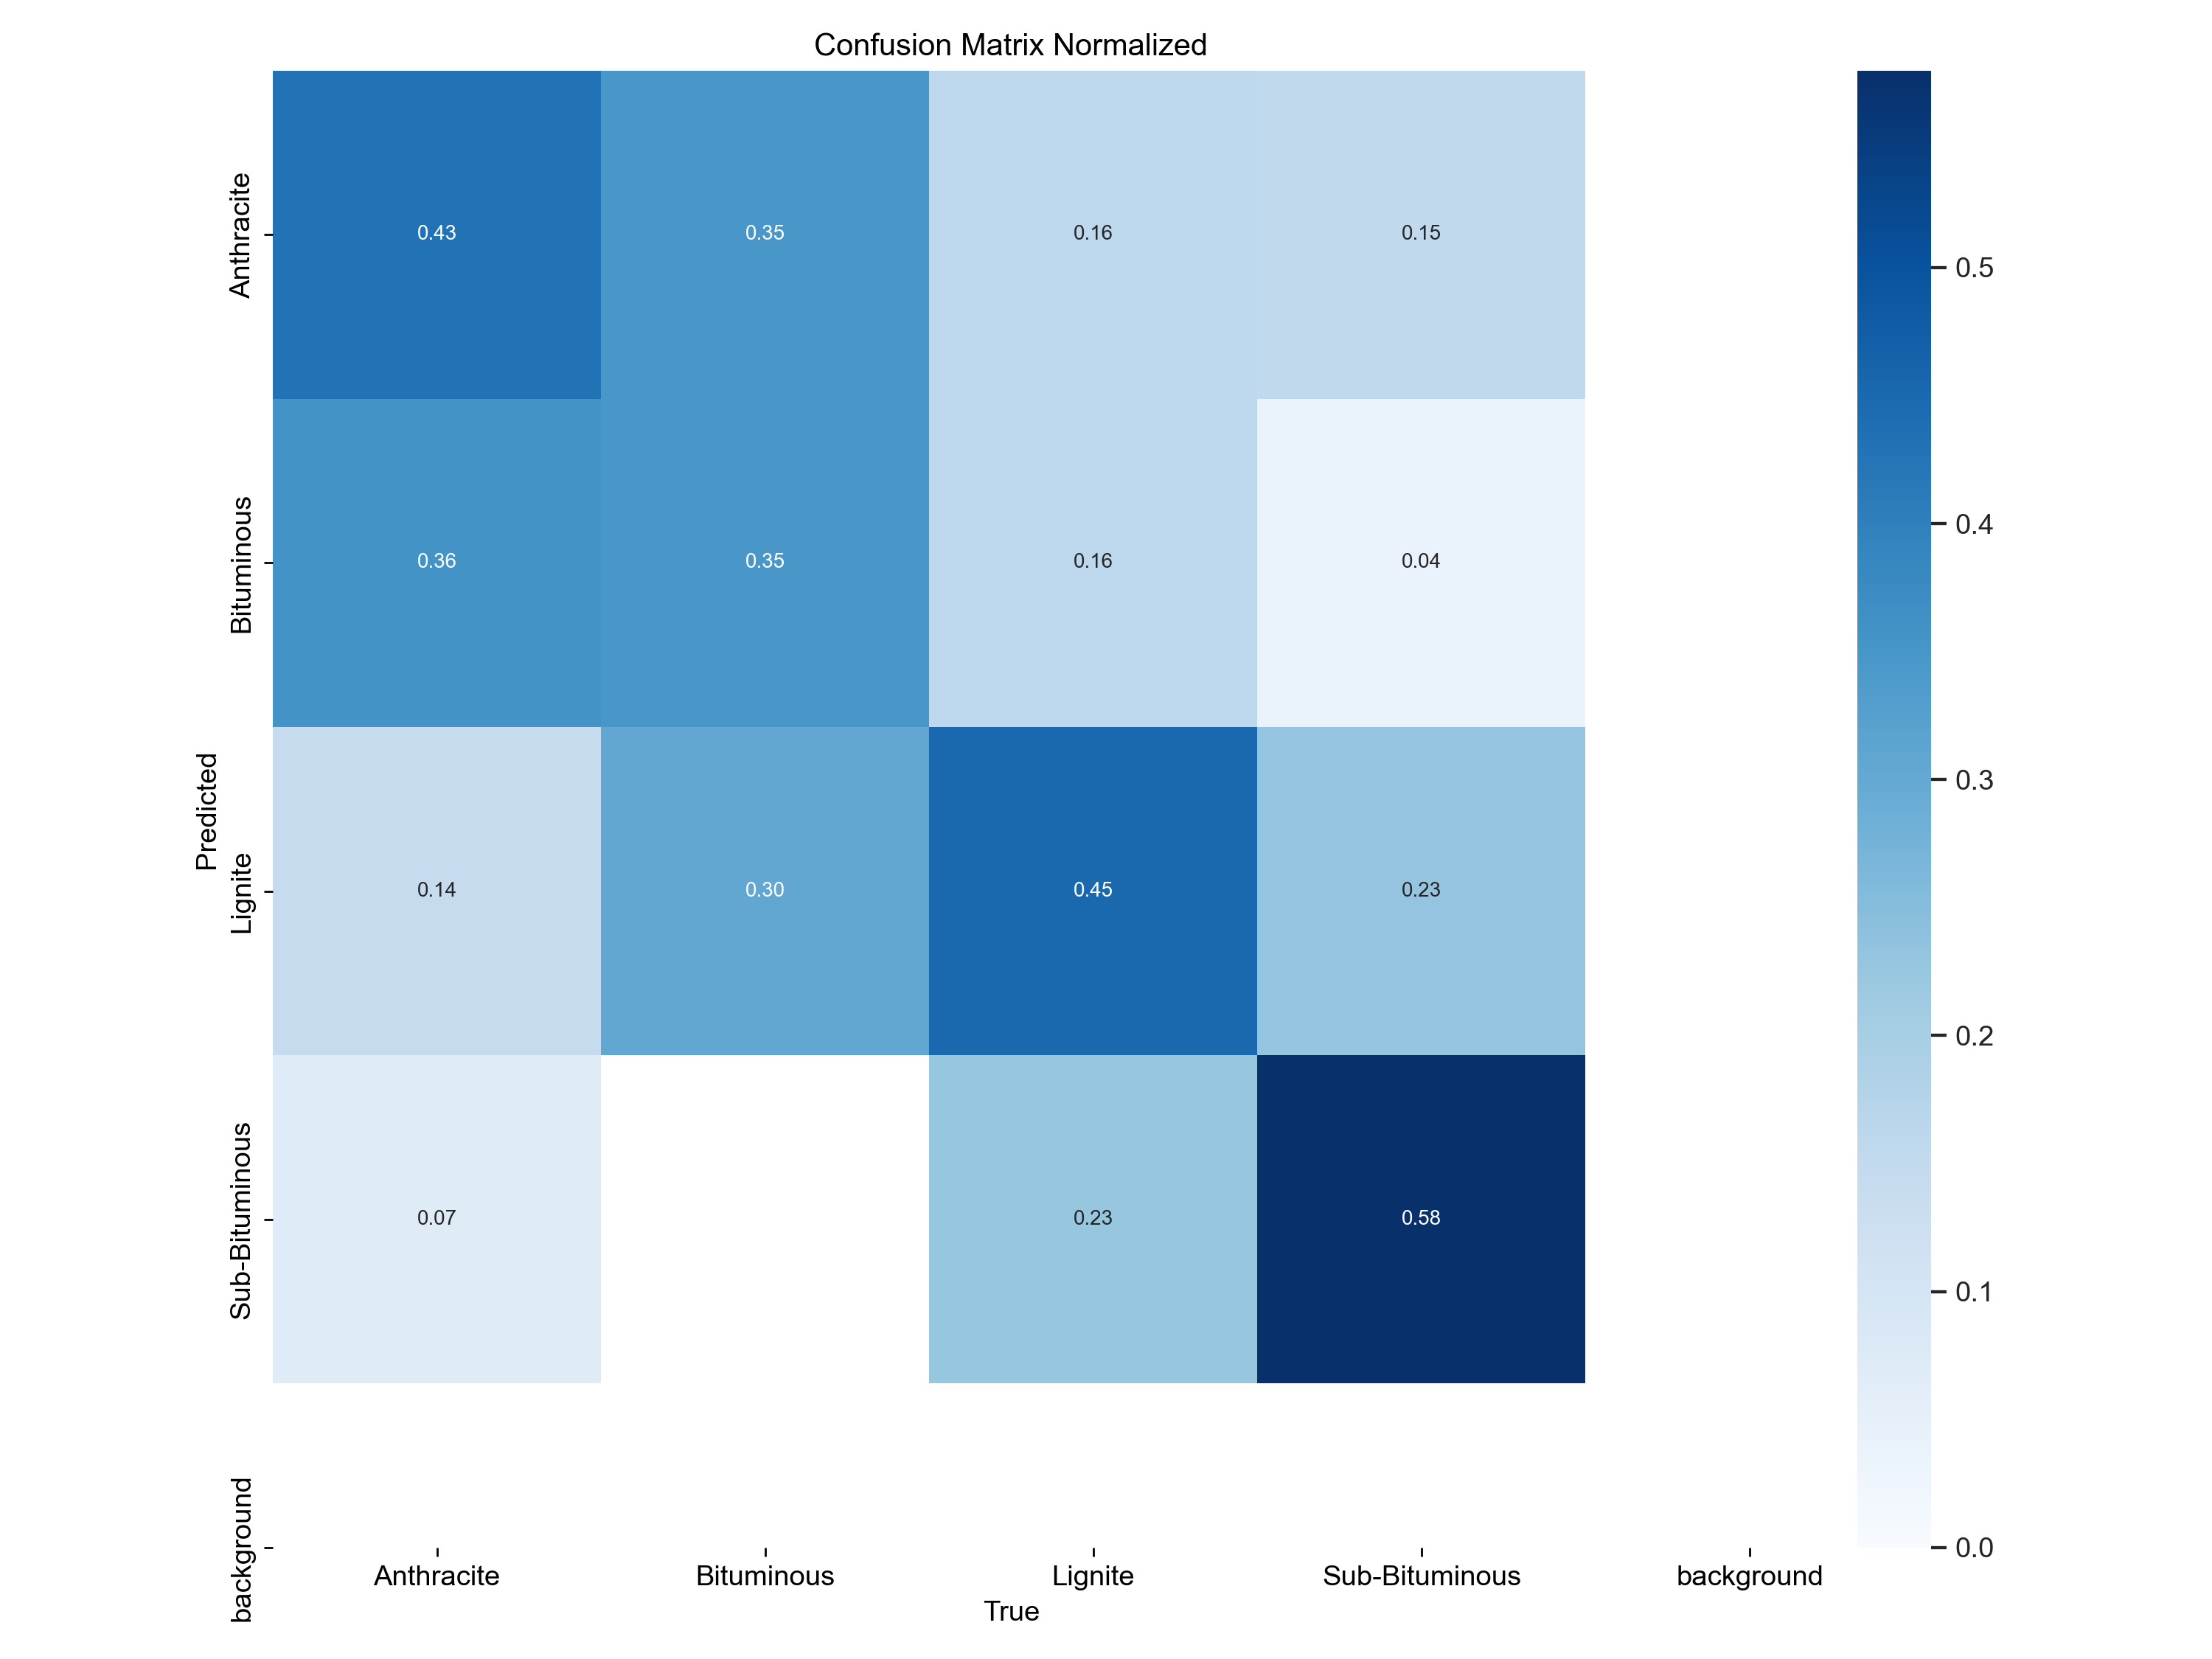 Confusion Matrix Normalized
Anthracite
0.43
0.35
0.16
0.15
Bituminous
0.36
0.35
0.16
0.04
Lignite
0.14
0.30
0.45
0.23
Sub-Bituminous
0.07
0.23
0.58
background
Predicted
Anthracite
Bituminous
Lignite
Sub-Bituminous
background
True
0.5
0.4
0.3
0.2
0.1
0.0